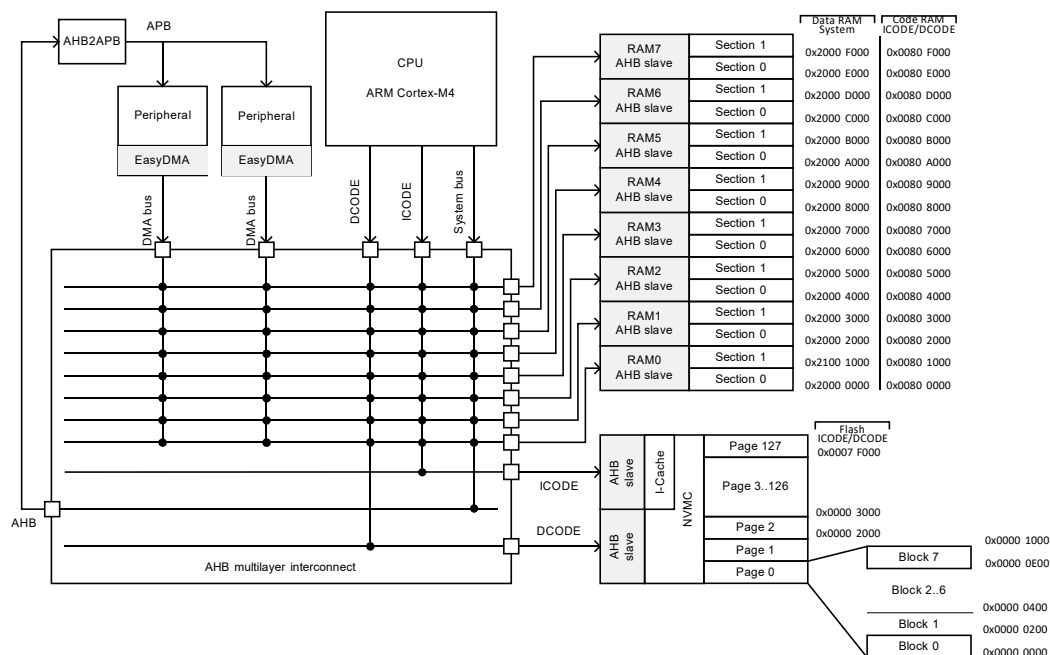 AHB2APB
APB
CPU
ARM Cortex-M4
Peripheral
EasyDMA
Peripheral
EasyDMA
DMA bus
DMA bus
DCODE
ICODE
System bus
AHB
AHB multilayer interconnect
ICODE
DCODE
Data RAM
System
Code RAM
ICODE/DCODE
RAM7
AHB slave
Section 1
0x2000 F000
0x0080 F000
Section 0
0x2000 E000
0x0080 E000
RAM6
AHB slave
Section 1
0x2000 D000
0x0080 D000
Section 0
0x2000 C000
0x0080 C000
RAM5
AHB slave
Section 1
0x2000 B000
0x0080 B000
Section 0
0x2000 A000
0x0080 A000
RAM4
AHB slave
Section 1
0x2000 9000
0x0080 9000
Section 0
0x2000 8000
0x0080 8000
RAM3
AHB slave
Section 1
0x2000 7000
0x0080 7000
Section 0
0x2000 6000
0x0080 6000
RAM2
AHB slave
Section 1
0x2000 5000
0x0080 5000
Section 0
0x2000 4000
0x0080 4000
RAM1
AHB slave
Section 1
0x2000 3000
0x0080 3000
Section 0
0x2000 2000
0x0080 2000
RAM0
AHB slave
Section 1
0x2100 1000
0x0080 1000
Section 0
0x2000 0000
0x0080 0000
Flash
ICODE/DCODE
AHB
slave
I-Cache
AHB
slave
NVMC
Page 127
0x0007 F000
Page 3..126
0x0000 3000
Page 2
0x0000 2000
Page 1
Page 0
0x0000 1000
Block 7
0x0000 0E00
Block 2..6
0x0000 0400
Block 1
0x0000 0200
Block 0
0x0000 0000